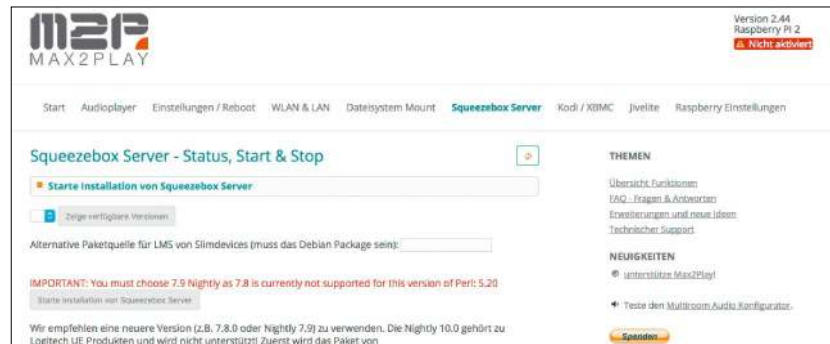 M2P
MAX2PLAY
Version 2.44
Raspberry PI 2
Nicht aktiviert
Start Audioplayer Einstellungen / Reboot WLAN & LAN Dateisystem Mount Squeezebox Server Kodi / XBMC Jivelite Raspberry Einstellungen
Squeezebox Server - Status, Start & Stop
Starte Installation von Squeezebox Server
Zeige verfügbare Versionen
Alternative Paketquelle für LMS von Slimdevices (muss das Debian Package sein):
IMPORTANT: You must choose 7.9 Nightly as 7.8 is currently not supported for this version of Perl: 5.20
Starte Installation von Squeezebox Server
Wir empfehlen eine neuere Version (z.B. 7.8.0 oder Nightly 7.9) zu verwenden. Die Nightly 10.0 gehört zu
Logitech UE Produkten und wird nicht unterstützt! Zuerst wird das Paket von
THEMEN
Übersicht Funktionen
FAQ - Fragen & Antworten
Erweiterungen und neue Ideen
Technischer Support
NEUIGKEITEN
unterstütze Max2Play!
Teste den Multiroom Audio Konfigurator.
Spenden